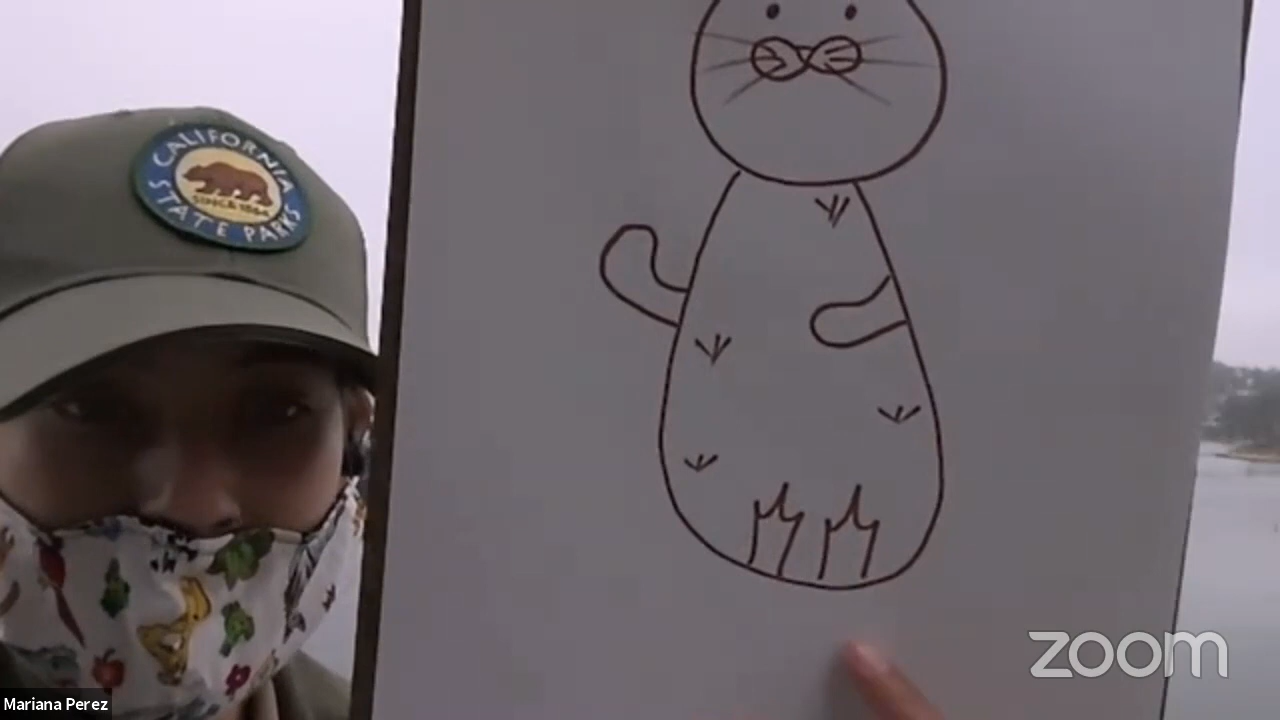 CALIFORNIA
SINCE 1864
STATE PARKS
Mariana Perez
zoom